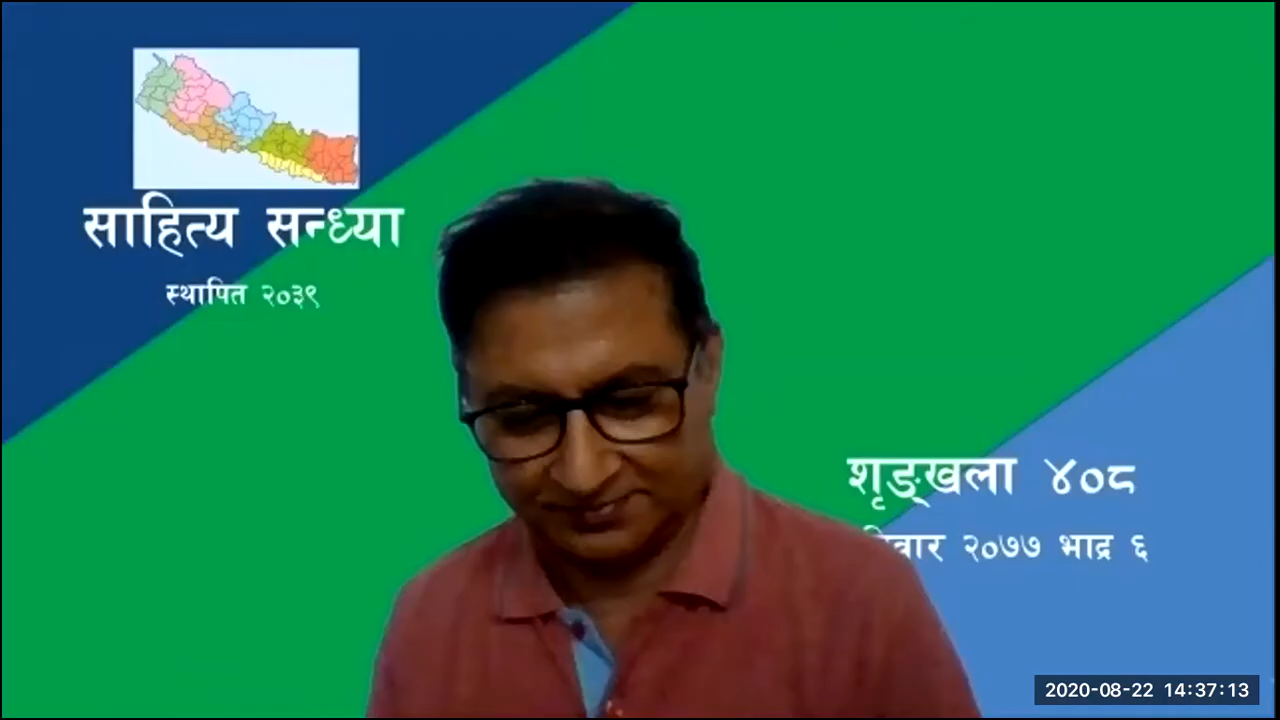 साहित्य सन्ध्या
स्थापित २०३९
शृङ्खला ४०८
२०७७ भाद्र ६
2020-08-22 14:37:13